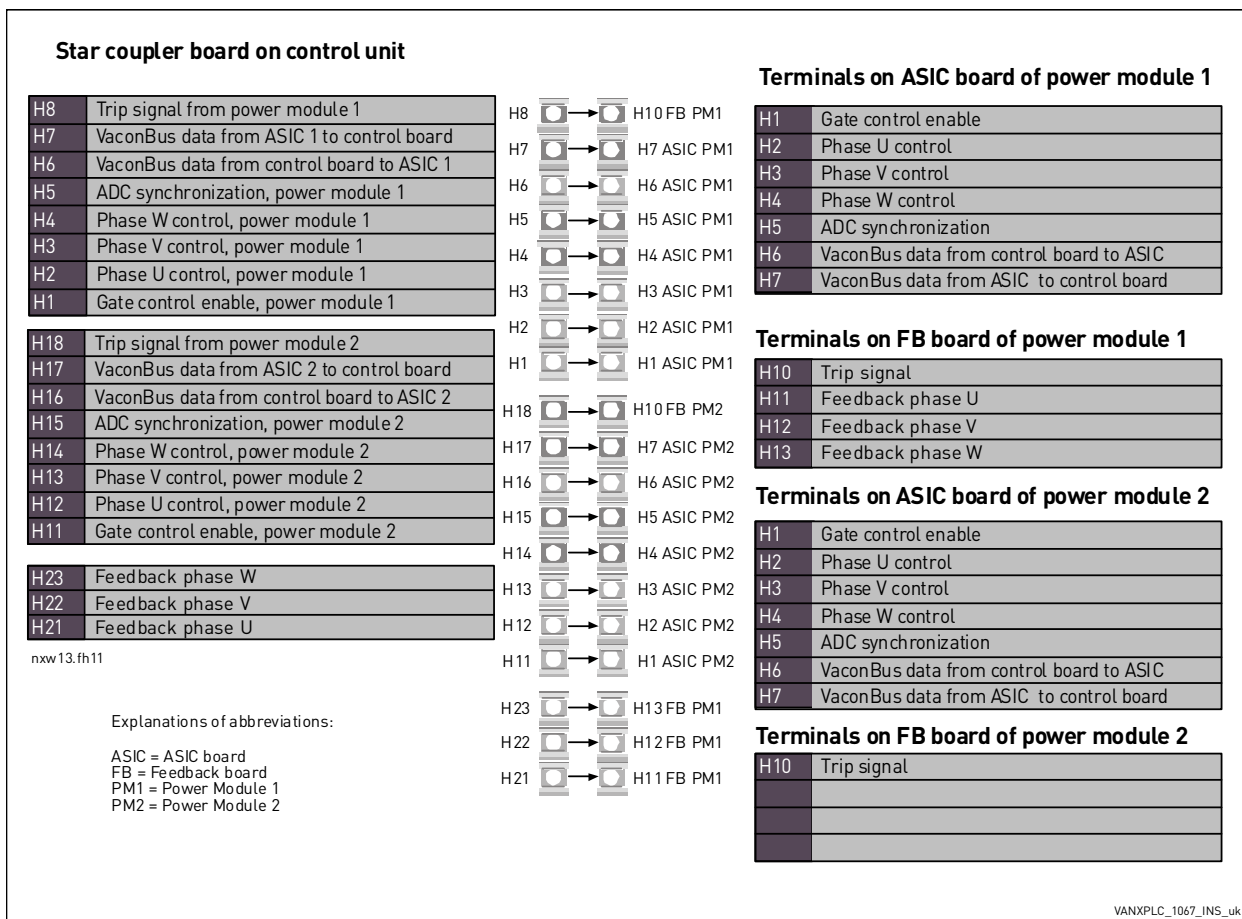 Star coupler board on control unit
H8 Trip signal from power module 1
H7 VaconBus data from ASIC 1 to control board
H6 VaconBus data from control board to ASIC 1
H5 ADC synchronization, power module 1
H4 Phase W control, power module 1
H3 Phase V control, power module 1
H2 Phase U control, power module 1
H1 Gate control enable, power module 1
H18 Trip signal from power module 2
H17 VaconBus data from ASIC 2 to control board
H16 VaconBus data from control board to ASIC 2
H15 ADC synchronization, power module 2
H14 Phase W control, power module 2
H13 Phase V control, power module 2
H12 Phase U control, power module 2
H11 Gate control enable, power module 2
H23 Feedback phase W
H22 Feedback phase V
H21 Feedback phase U
nxw13.fh11
Explanations of abbreviations:
ASIC = ASIC board
FB = Feedback board
PM1 = Power Module 1
PM2 = Power Module 2
H8 H10 FB PM1
H7 H7 ASIC PM1
H6 H6 ASIC PM1
H5 H5 ASIC PM1
H4 H4 ASIC PM1
H3 H3 ASIC PM1
H2 H2 ASIC PM1
H1 H1 ASIC PM1
H18 H10 FB PM2
H17 H7 ASIC PM2
H16 H6 ASIC PM2
H15 H5 ASIC PM2
H14 H4 ASIC PM2
H13 H3 ASIC PM2
H12 H2 ASIC PM2
H11 H1 ASIC PM2
H23 H13 FB PM1
H22 H12 FB PM1
H21 H11 FB PM1
Terminals on ASIC board of power module 1
H1 Gate control enable
H2 Phase U control
H3 Phase V control
H4 Phase W control
H5 ADC synchronization
H6 VaconBus data from control board to ASIC
H7 VaconBus data from ASIC to control board
Terminals on FB board of power module 1
H10 Trip signal
H11 Feedback phase U
H12 Feedback phase V
H13 Feedback phase W
Terminals on ASIC board of power module 2
H1 Gate control enable
H2 Phase U control
H3 Phase V control
H4 Phase W control
H5 ADC synchronization
H6 VaconBus data from control board to ASIC
H7 VaconBus data from ASIC to control board
Terminals on FB board of power module 2
H10 Trip signal
VANXPLC_1067_INS_uk